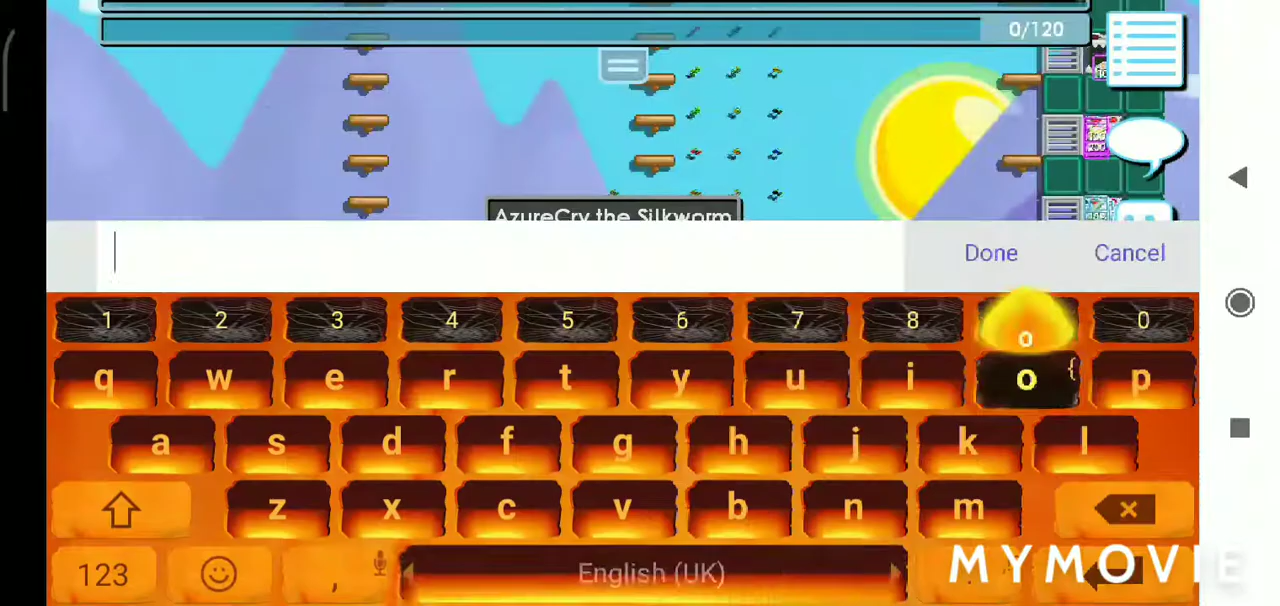 0/120
AzureCry the Silkworm
Done Cancel
o
1 2 3 4 5 6 7 8 0
q w e r t y u i o { p
a s d f g h j k l
z x c v b n m
123 , English (UK)
MYMOVIE